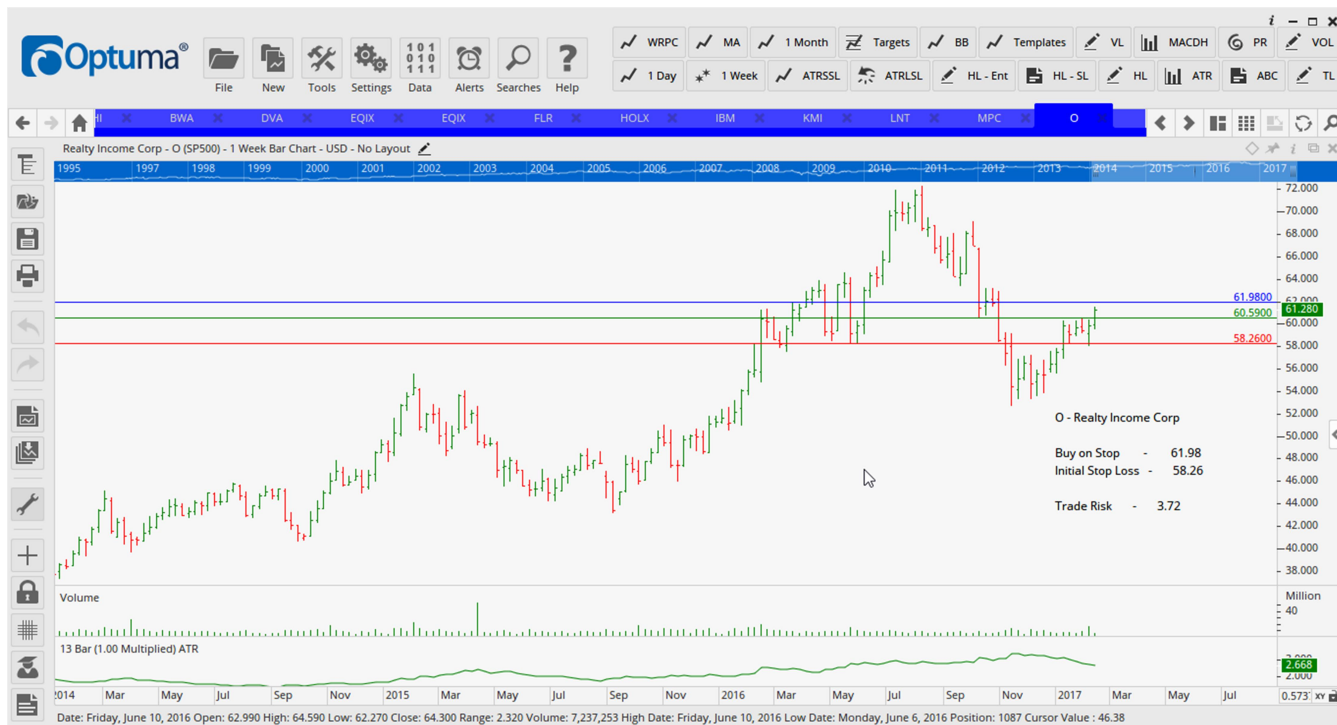 i
Optuma®
File New Tools Settings Data Alerts Searches Help
WRPC MA 1 Month Targets BB Templates VL MACDH PR VOL
1 Day 1 Week ATRSSL ATRLSL HL - Ent HL - SL HL ATR ABC TL
BWA DVA EQIX EQIX FLR HOLX IBM KMI LNT MPC O
Realty Income Corp - O (SP500) - 1 Week Bar Chart - USD - No Layout
1995 1997 1998 1999 2000 2001 2002 2003 2004 2005 2006 2007 2008 2009 2010 2011 2012 2013 2014 2015 2016 2017
72.000
70.000
68.000
66.000
64.000
61.9800
62.000
61.280
60.5900
60.000
58.2600
58.000
56.000
54.000
52.000
O - Realty Income Corp
50.000
Buy on Stop - 61.98
48.000
Initial Stop Loss - 58.26
46.000
Trade Risk - 3.72
44.000
42.000
40.000
38.000
Volume
Million
40
13 Bar (1.00 Multiplied) ATR
2.668
2.000
2014 Mar May Jul Sep Nov 2015 Mar May Jul Sep Nov 2016 Mar May Jul Sep Nov 2017 Mar May Jul
XY
Date: Friday, June 10, 2016 Open: 62.990 High: 64.590 Low: 62.270 Close: 64.300 Range: 2.320 Volume: 7,237,253 High Date: Friday, June 10, 2016 Low Date: Monday, June 6, 2016 Position: 1087 Cursor Value : 46.38